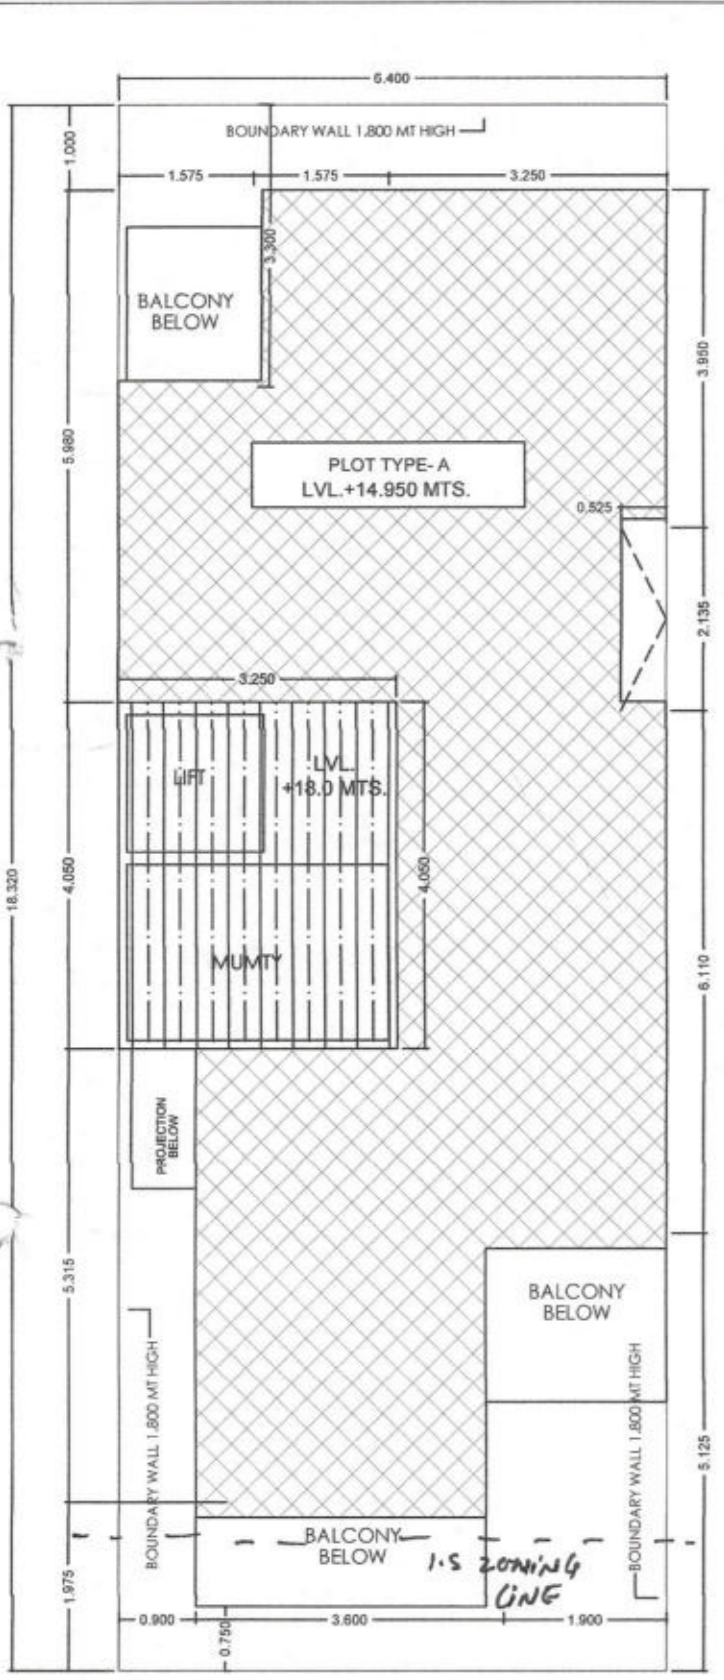 6.400
BOUNDARY WALL 1.800 MT HIGH
1.000
1.575
1.575
3.250
3.300
BALCONY
BELOW
3.950
5.980
PLOT TYPE- A
LVL.+14.950 MTS.
0.525
2.135
3.250
LIFT
LVL.
+18.0 MTS.
18.320
4.050
4.050
MUMTY
6.110
PROJECTION
BELOW
5.315
BALCONY
BELOW
BOUNDARY WALL 1.800 MT HIGH
BOUNDARY WALL 1.800 MT HIGH
5.125
BALCONY
BELOW
1.5 ZONING
LINE
1.975
0.900
3.600
1.900
0.750